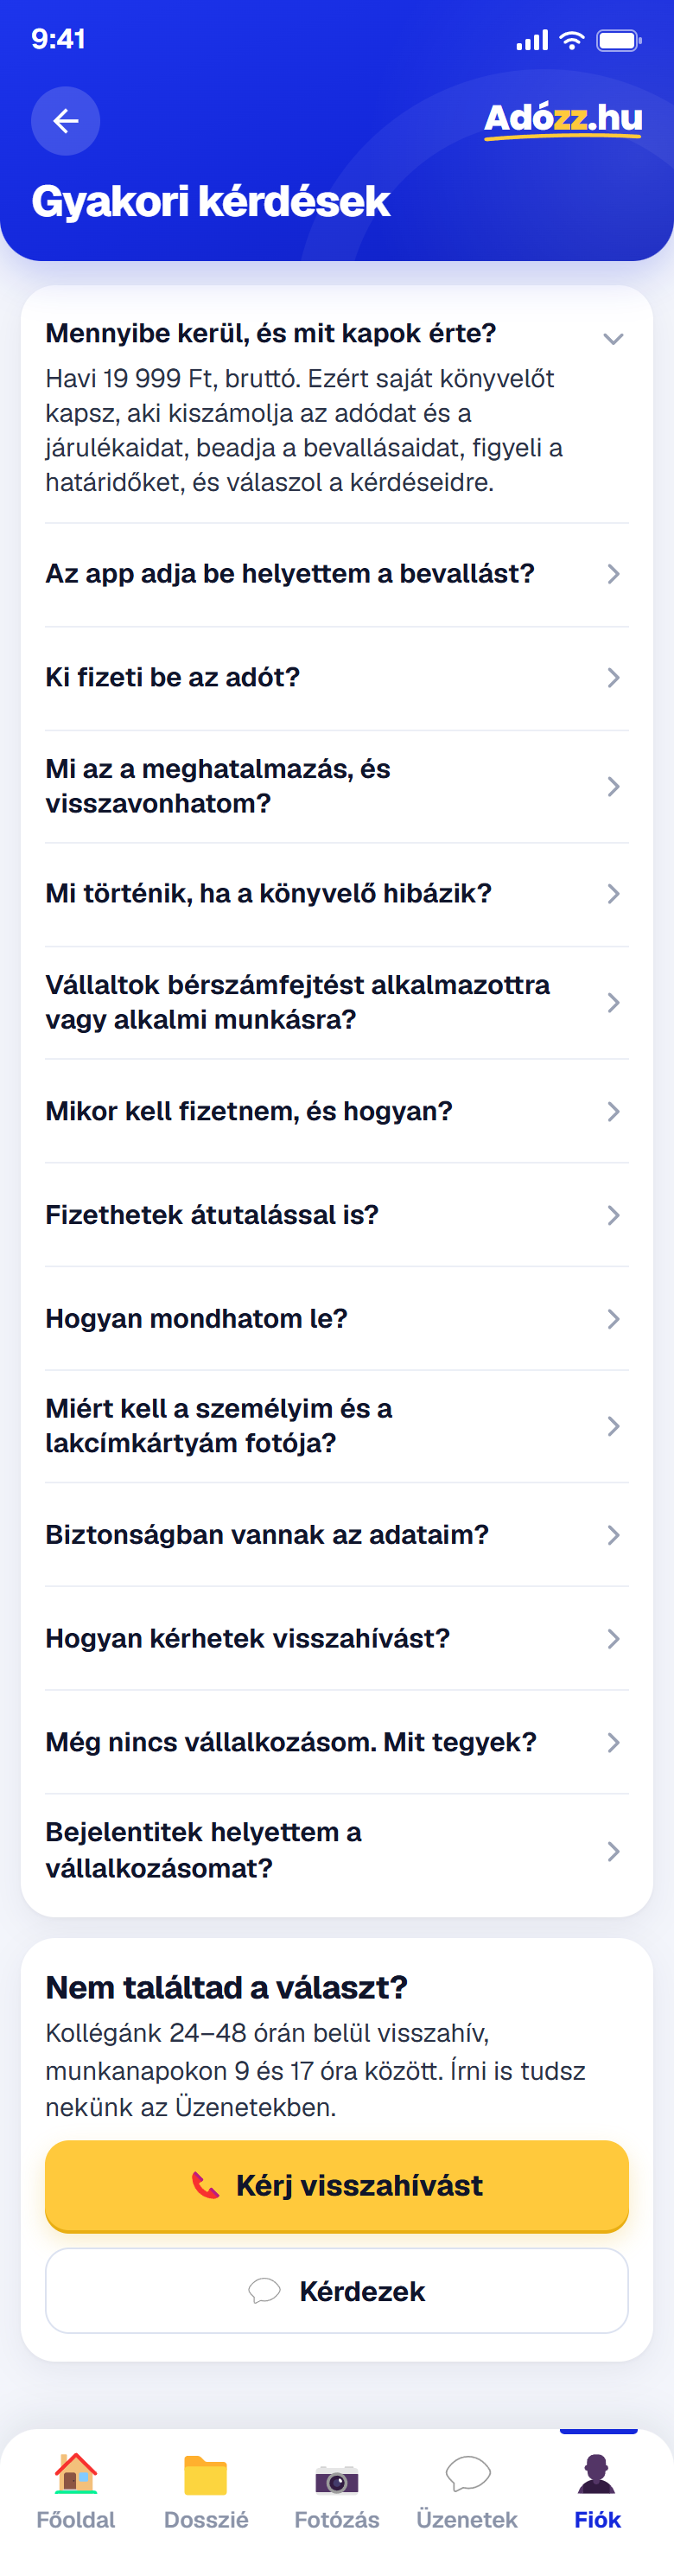 9:41
Adózz.hu
Gyakori kérdések
Mennyibe kerül, és mit kapok érte?
Havi 19 999 Ft, bruttó. Ezért saját könyvelőt
kapsz, aki kiszámolja az adódat és a
járulékaidat, beadja a bevallásaidat, figyeli a
határidőket, és válaszol a kérdéseidre.
Az app adja be helyettem a bevallást?
Ki fizeti be az adót?
Mi az a meghatalmazás, és
visszavonhatom?
Mi történik, ha a könyvelő hibázik?
Vállaltok bérszámfejtést alkalmazottra
vagy alkalmi munkásra?
Mikor kell fizetnem, és hogyan?
Fizethetek átutalással is?
Hogyan mondhatom le?
Miért kell a személyim és a
lakcímkártyám fotója?
Biztonságban vannak az adataim?
Hogyan kérhetek visszahívást?
Még nincs vállalkozásom. Mit tegyek?
Bejelentitek helyettem a
vállalkozásomat?
Nem találtad a választ?
Kollégánk 24–48 órán belül visszahív,
munkanapokon 9 és 17 óra között. Írni is tudsz
nekünk az Üzenetekben.
Kérj visszahívást
Kérdezek
Főoldal
Dosszié
Fotózás
Üzenetek
Fiók